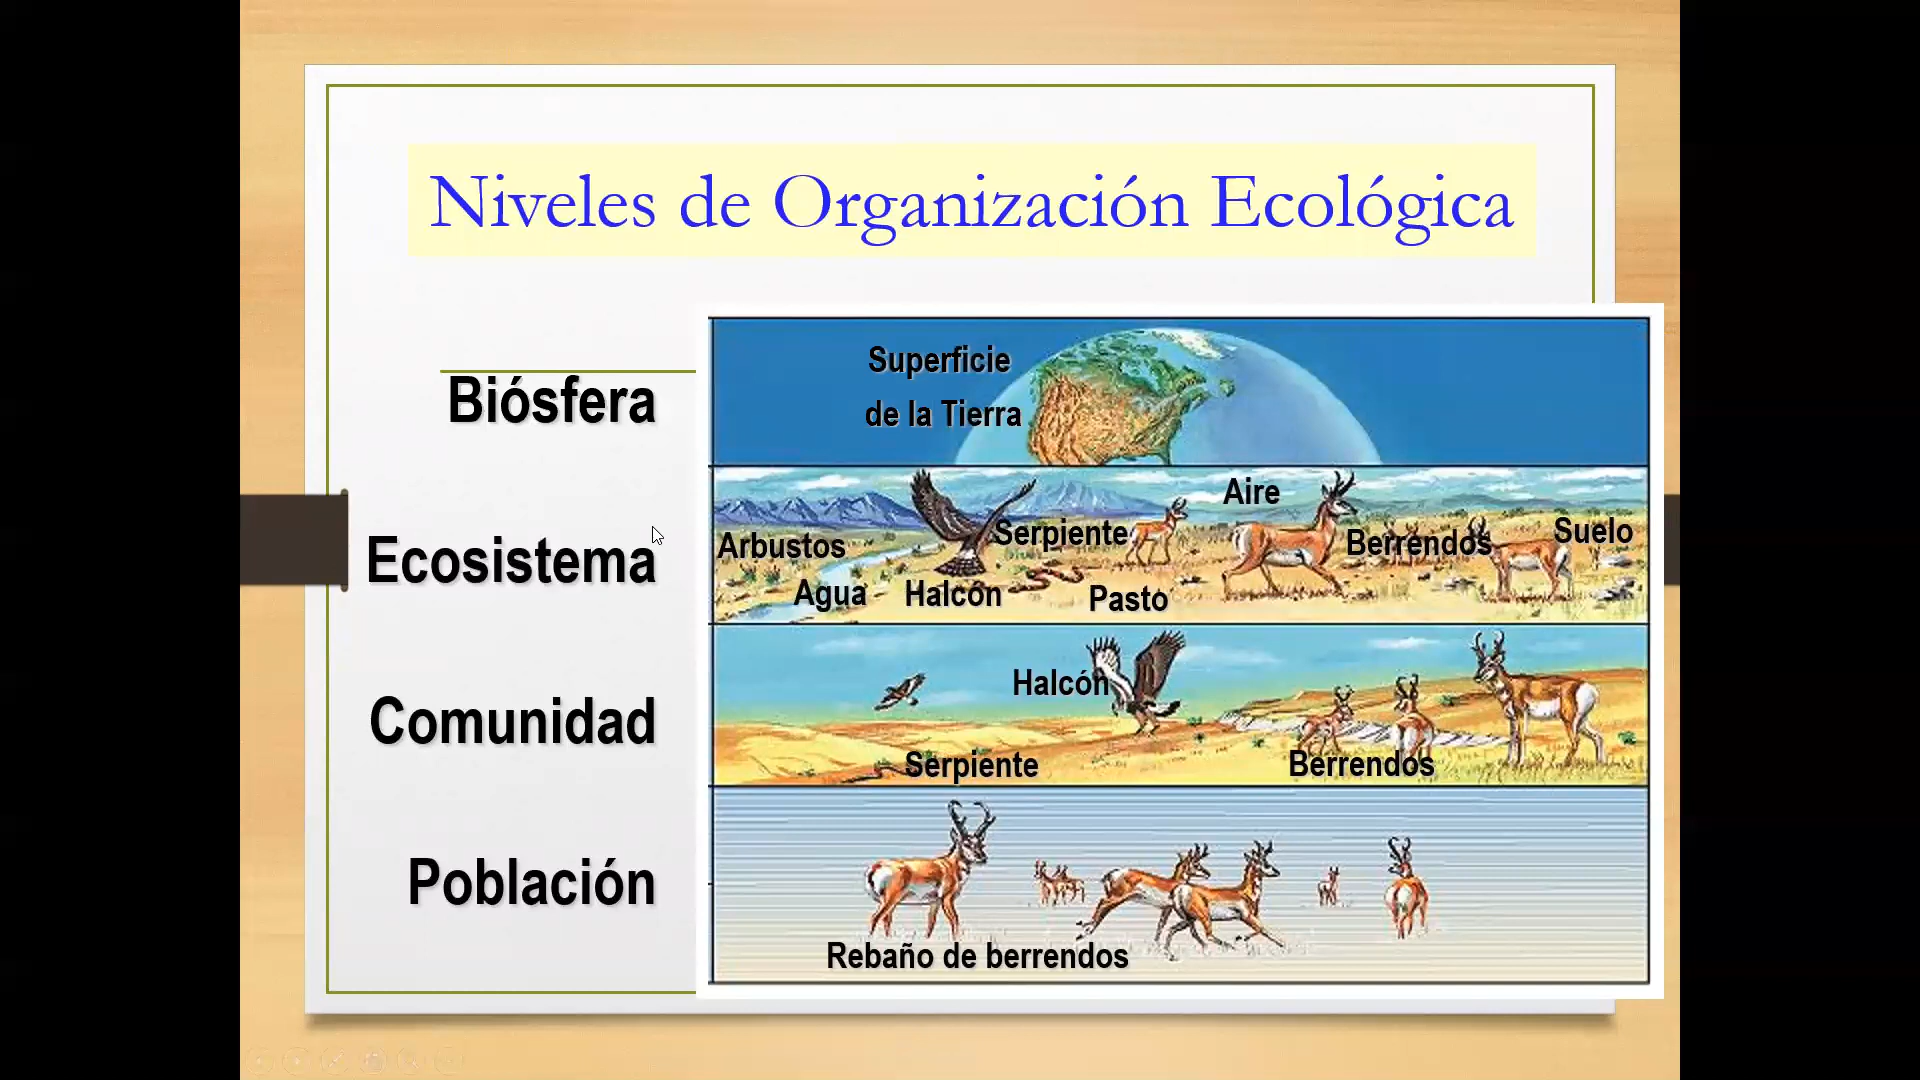 Niveles de Organización Ecológica
Biósfera
Superficie
de la Tierra
Ecosistema
Aire
Serpiente
Arbustos
Berrendos
Suelo
Agua
Halcón
Pasto
Comunidad
Halcón
Serpiente
Berrendos
Población
Rebaño de berrendos